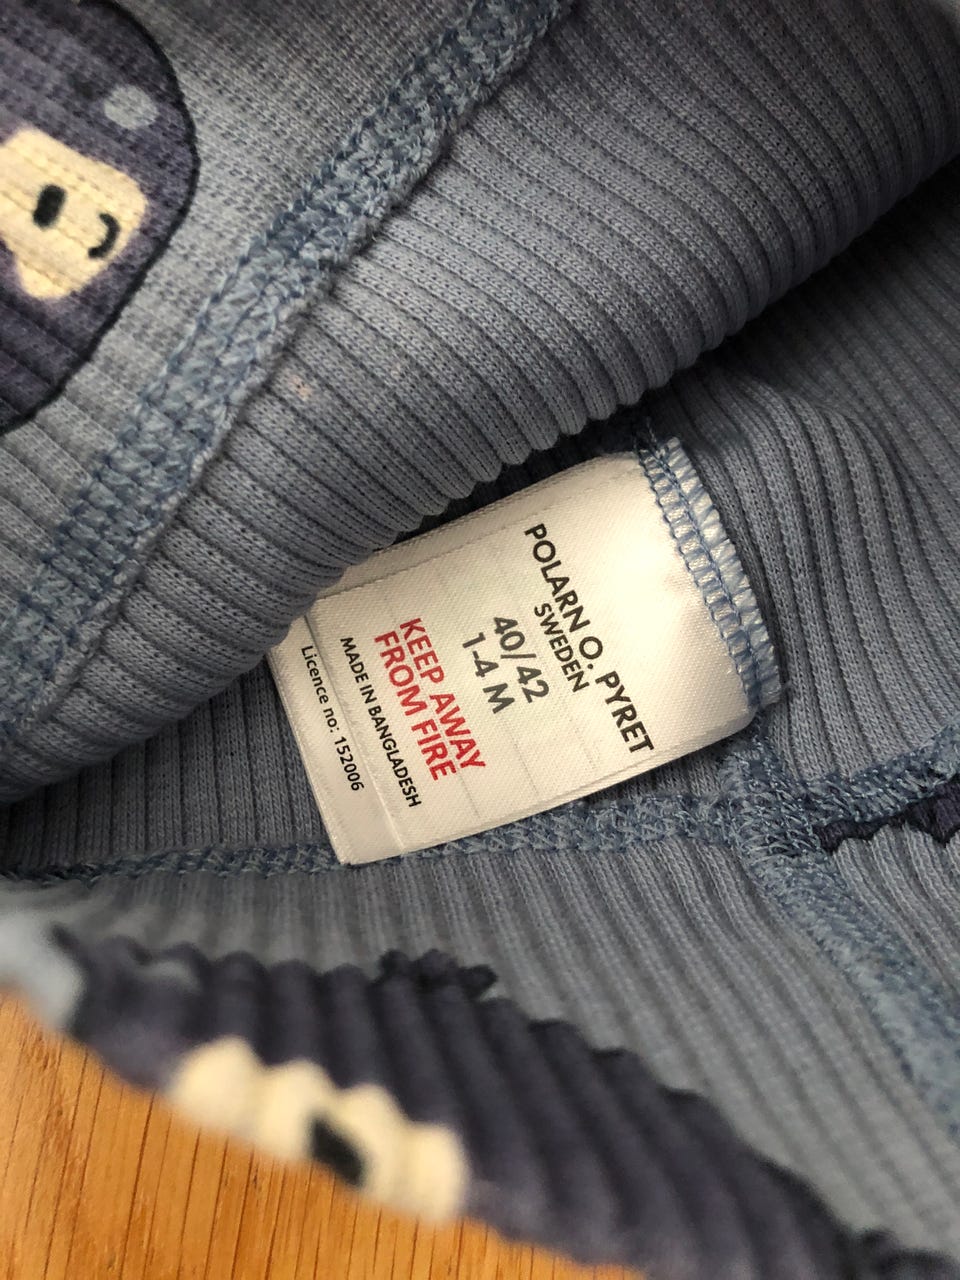 POLARN O. PYRET
SWEDEN
40/42
1-4 M
KEEP AWAY
FROM FIRE
MADE IN BANGLADESH
Licence no: 152006